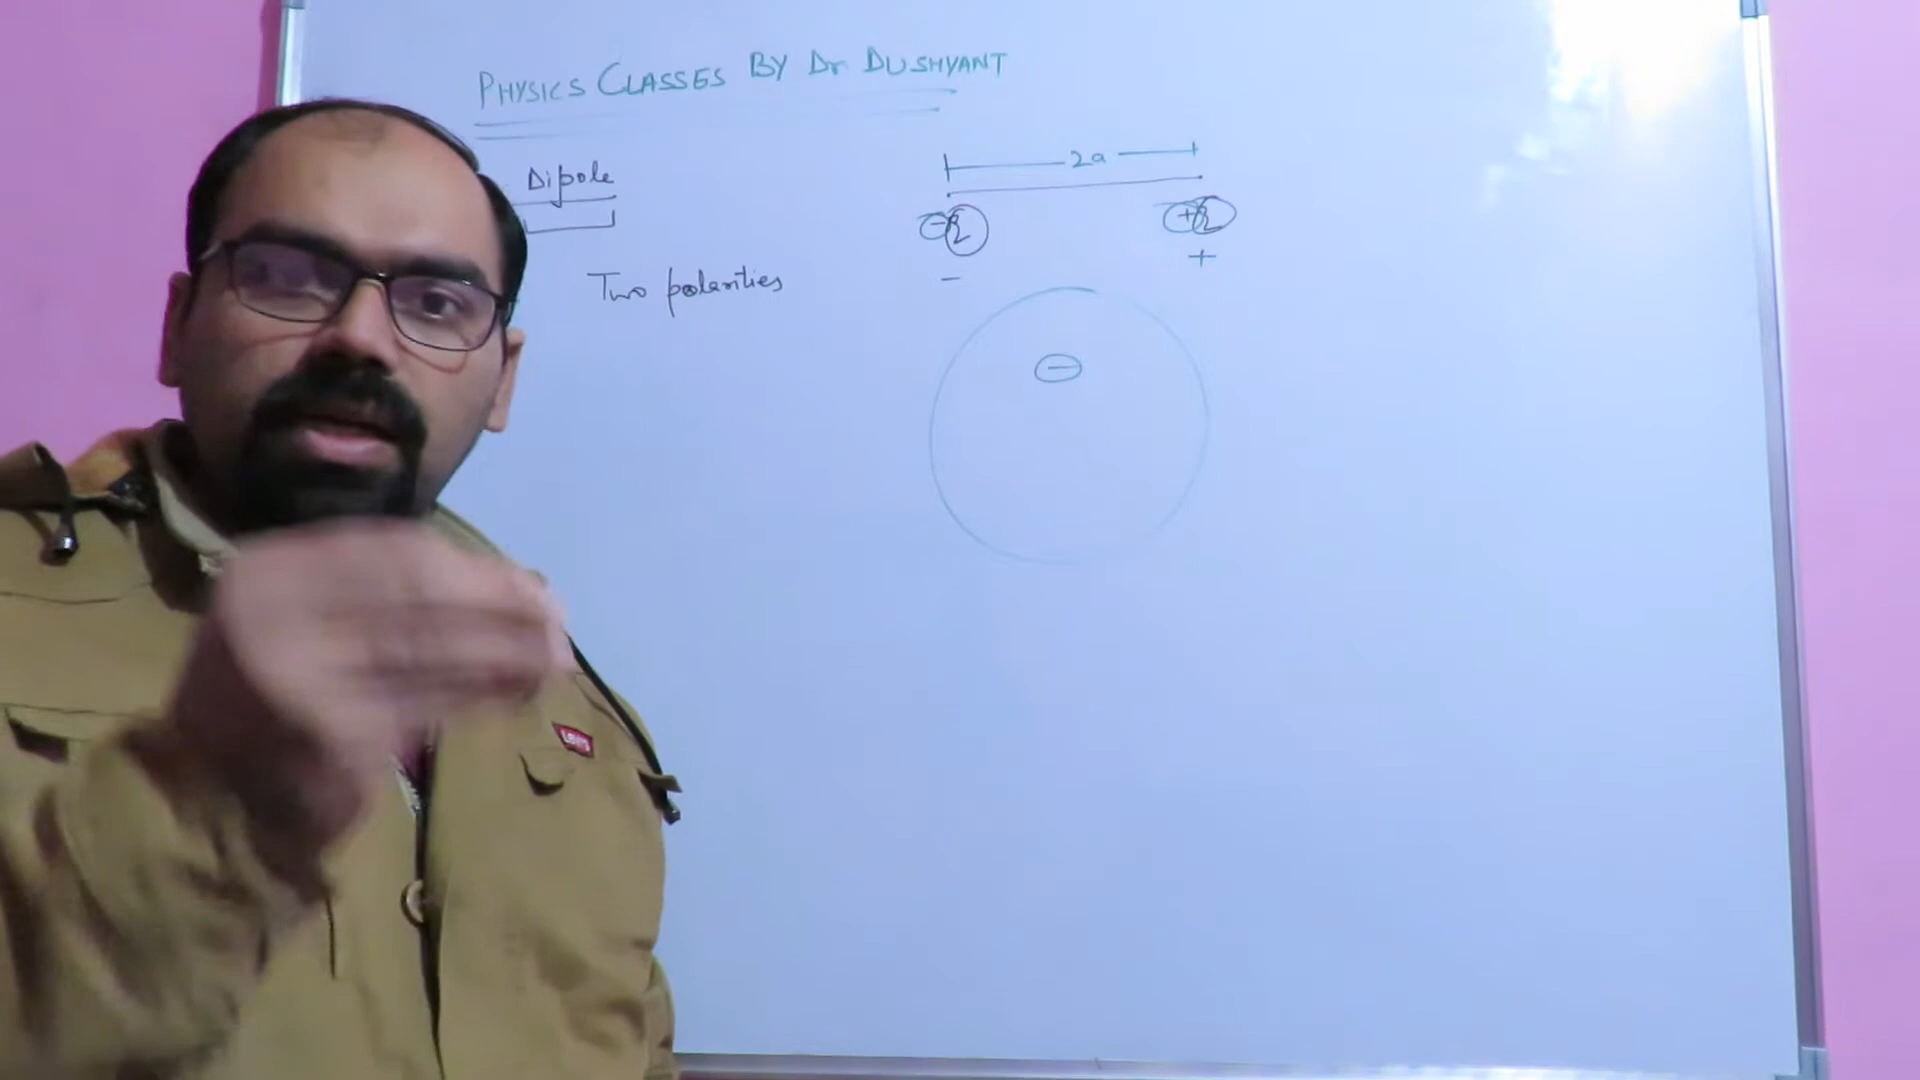 PHYSICS CLASSES BY Dr DUSHYANT
Dipole
2a
-q
+q
Two polarities
-
+
-
Levi's